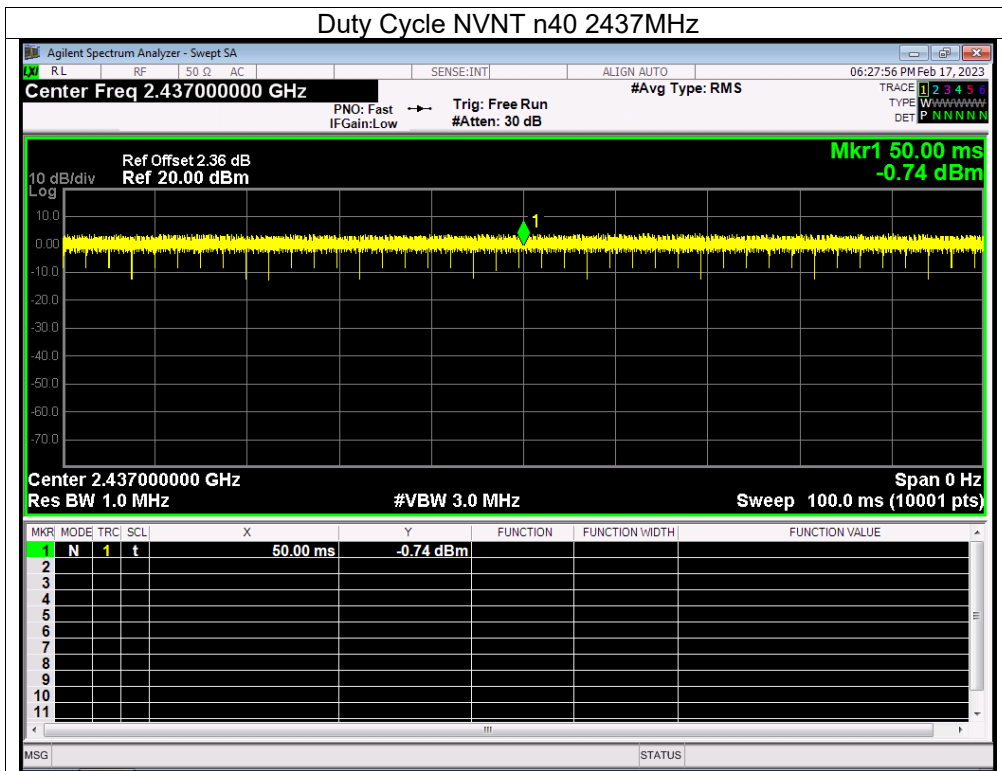 Duty Cycle NVNT n40 2437MHz
Agilent Spectrum Analyzer - Swept SA
LXI RL RF 50 Ω AC SENSE:INT ALIGN AUTO 06:27:56 PM Feb 17, 2023
Center Freq 2.437000000 GHz #Avg Type: RMS TRACE 1 2 3 4 5 6
PNO: Fast Trig: Free Run TYPE WWWWWW
IFGain:Low #Atten: 30 dB DET P N N N N N
Mkr1 50.00 ms
Ref Offset 2.36 dB
10 dB/div Ref 20.00 dBm -0.74 dBm
Log
10.0
1
0.00
-10.0
-20.0
-30.0
-40.0
-50.0
-60.0
-70.0
Center 2.437000000 GHz Span 0 Hz
Res BW 1.0 MHz #VBW 3.0 MHz Sweep 100.0 ms (10001 pts)
MKR MODE TRC SCL X Y FUNCTION FUNCTION WIDTH FUNCTION VALUE
1 N 1 t 50.00 ms -0.74 dBm
2
3
4
5
6
7
8
9
10
11
MSG STATUS